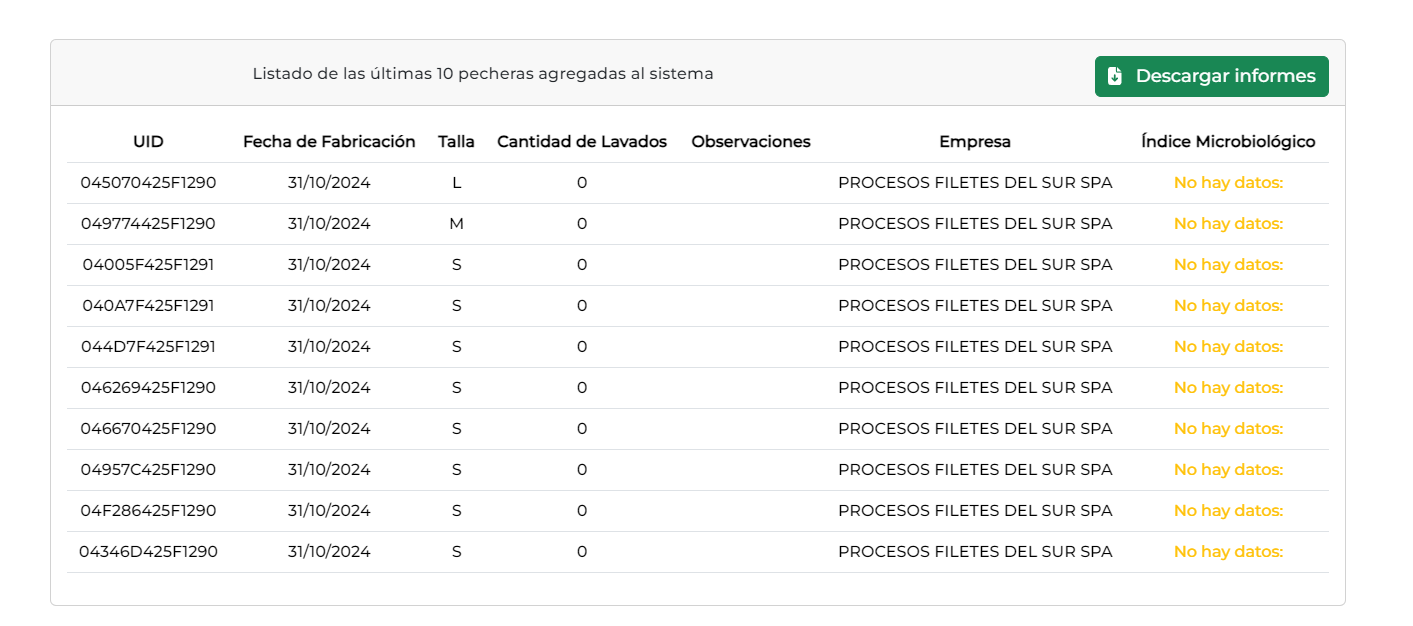 Listado de las últimas 10 pecheras agregadas al sistema
Descargar informes
UID Fecha de Fabricación Talla Cantidad de Lavados Observaciones Empresa Índice Microbiológico
045070425F1290 31/10/2024 L 0 PROCESOS FILETES DEL SUR SPA No hay datos:
049774425F1290 31/10/2024 M 0 PROCESOS FILETES DEL SUR SPA No hay datos:
04005F425F1291 31/10/2024 S 0 PROCESOS FILETES DEL SUR SPA No hay datos:
040A7F425F1291 31/10/2024 S 0 PROCESOS FILETES DEL SUR SPA No hay datos:
044D7F425F1291 31/10/2024 S 0 PROCESOS FILETES DEL SUR SPA No hay datos:
046269425F1290 31/10/2024 S 0 PROCESOS FILETES DEL SUR SPA No hay datos:
046670425F1290 31/10/2024 S 0 PROCESOS FILETES DEL SUR SPA No hay datos:
04957C425F1290 31/10/2024 S 0 PROCESOS FILETES DEL SUR SPA No hay datos:
04F286425F1290 31/10/2024 S 0 PROCESOS FILETES DEL SUR SPA No hay datos:
04346D425F1290 31/10/2024 S 0 PROCESOS FILETES DEL SUR SPA No hay datos: